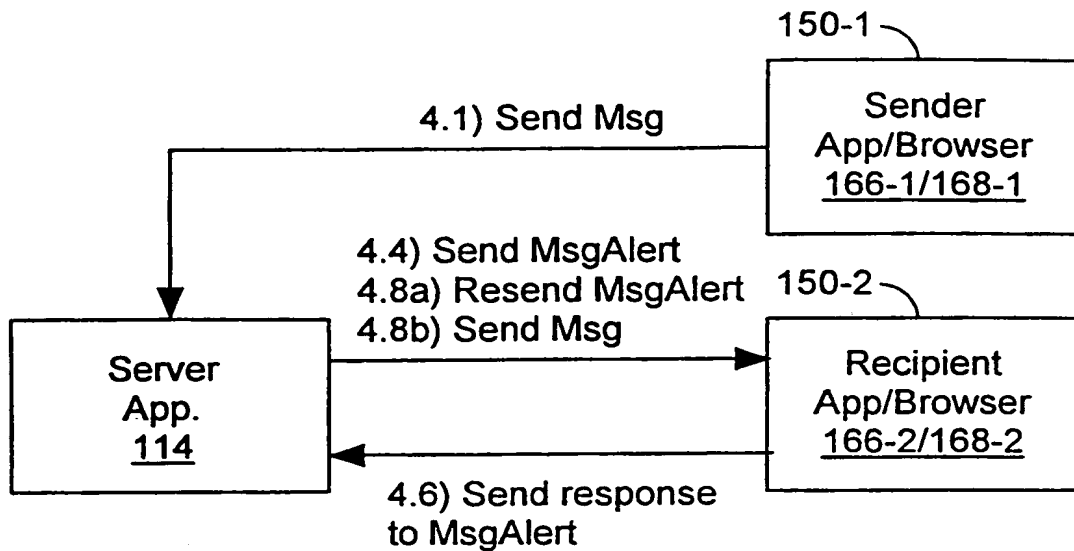 150-1
Sender
App/Browser
166-1/168-1
4.1) Send Msg
4.4) Send MsgAlert
4.8a) Resend MsgAlert
4.8b) Send Msg
150-2
Server
App.
114
Recipient
App/Browser
166-2/168-2
4.6) Send response
to MsgAlert